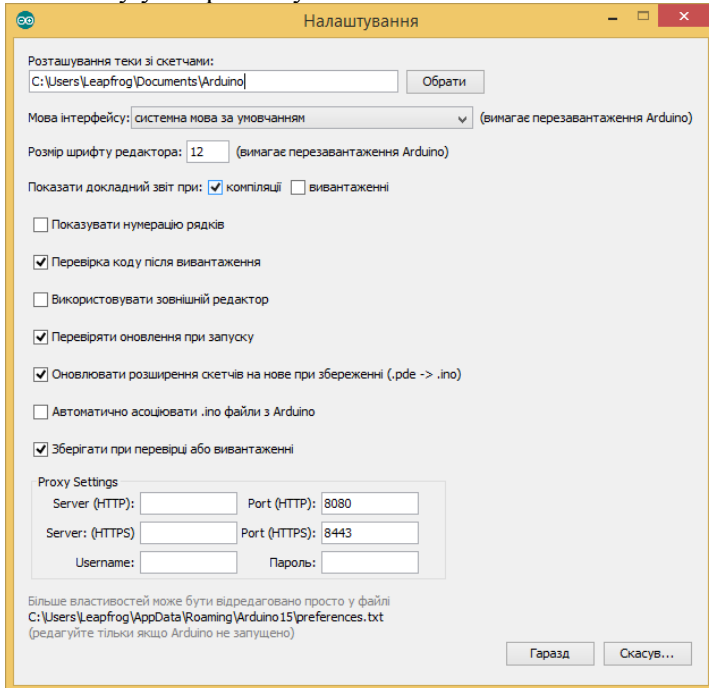 Налаштування
Розташування теки зі скетчами:
C:\Users\Leapfrog\Documents\Arduino
Обрати
Мова інтерфейсу: системна мова за умовчанням (вимагає перезавантаження Arduino)
Розмір шрифту редактора: 12 (вимагає перезавантаження Arduino)
Показати докладний звіт при: компіляції вивантаженні
Показувати нумерацію рядків
Перевірка коду після вивантаження
Використовувати зовнішній редактор
Перевіряти оновлення при запуску
Оновлювати розширення скетчів на нове при збереженні (.pde -> .ino)
Автоматично асоціювати .ino файли з Arduino
Зберігати при перевірці або вивантаженні
Proxy Settings
Server (HTTP): Port (HTTP): 8080
Server: (HTTPS) Port (HTTPS): 8443
Username: Пароль:
Більше властивостей може бути відредаговано просто у файлі
C:\Users\Leapfrog\AppData\Roaming\Arduino15\preferences.txt
(редагуйте тільки якщо Arduino не запущено)
Гаразд Скасув...